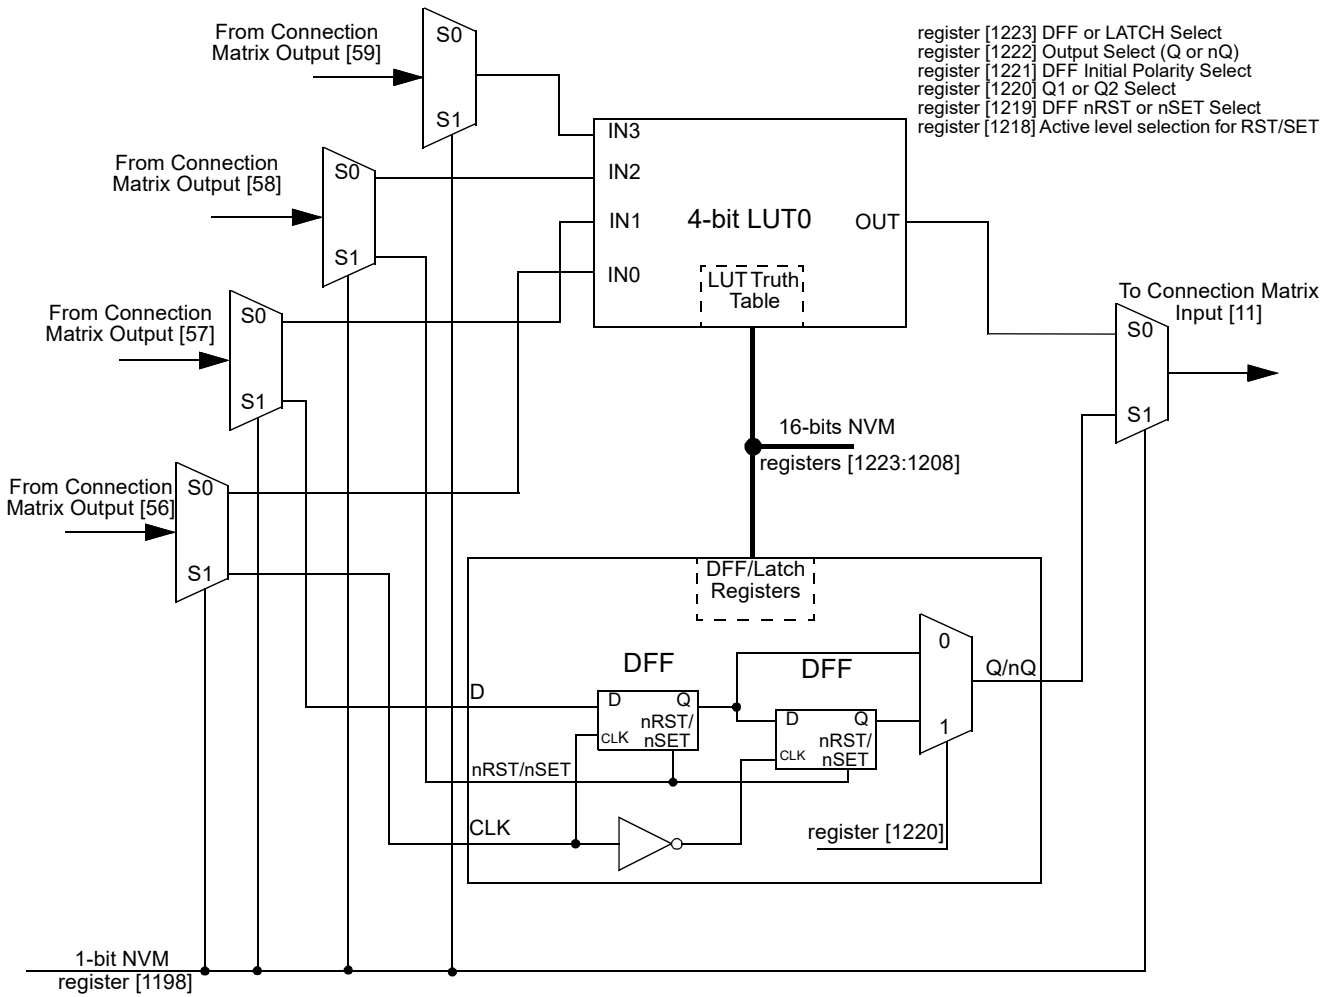 From Connection
Matrix Output [59]
S0
S1
register [1223] DFF or LATCH Select
register [1222] Output Select (Q or nQ)
register [1221] DFF Initial Polarity Select
register [1220] Q1 or Q2 Select
register [1219] DFF nRST or nSET Select
register [1218] Active level selection for RST/SET
From Connection
Matrix Output [58]
S0
S1
IN3
IN2
IN1
IN0
4-bit LUT0
OUT
LUT Truth
Table
From Connection
Matrix Output [57]
S0
S1
To Connection Matrix
Input [11]
S0
S1
16-bits NVM
registers [1223:1208]
From Connection
Matrix Output [56]
S0
S1
DFF/Latch
Registers
DFF
DFF
0
1
Q/nQ
D
D
Q
nRST/
nSET
CLK
D
Q
nRST/
nSET
CLK
nRST/nSET
CLK
register [1220]
1-bit NVM
register [1198]